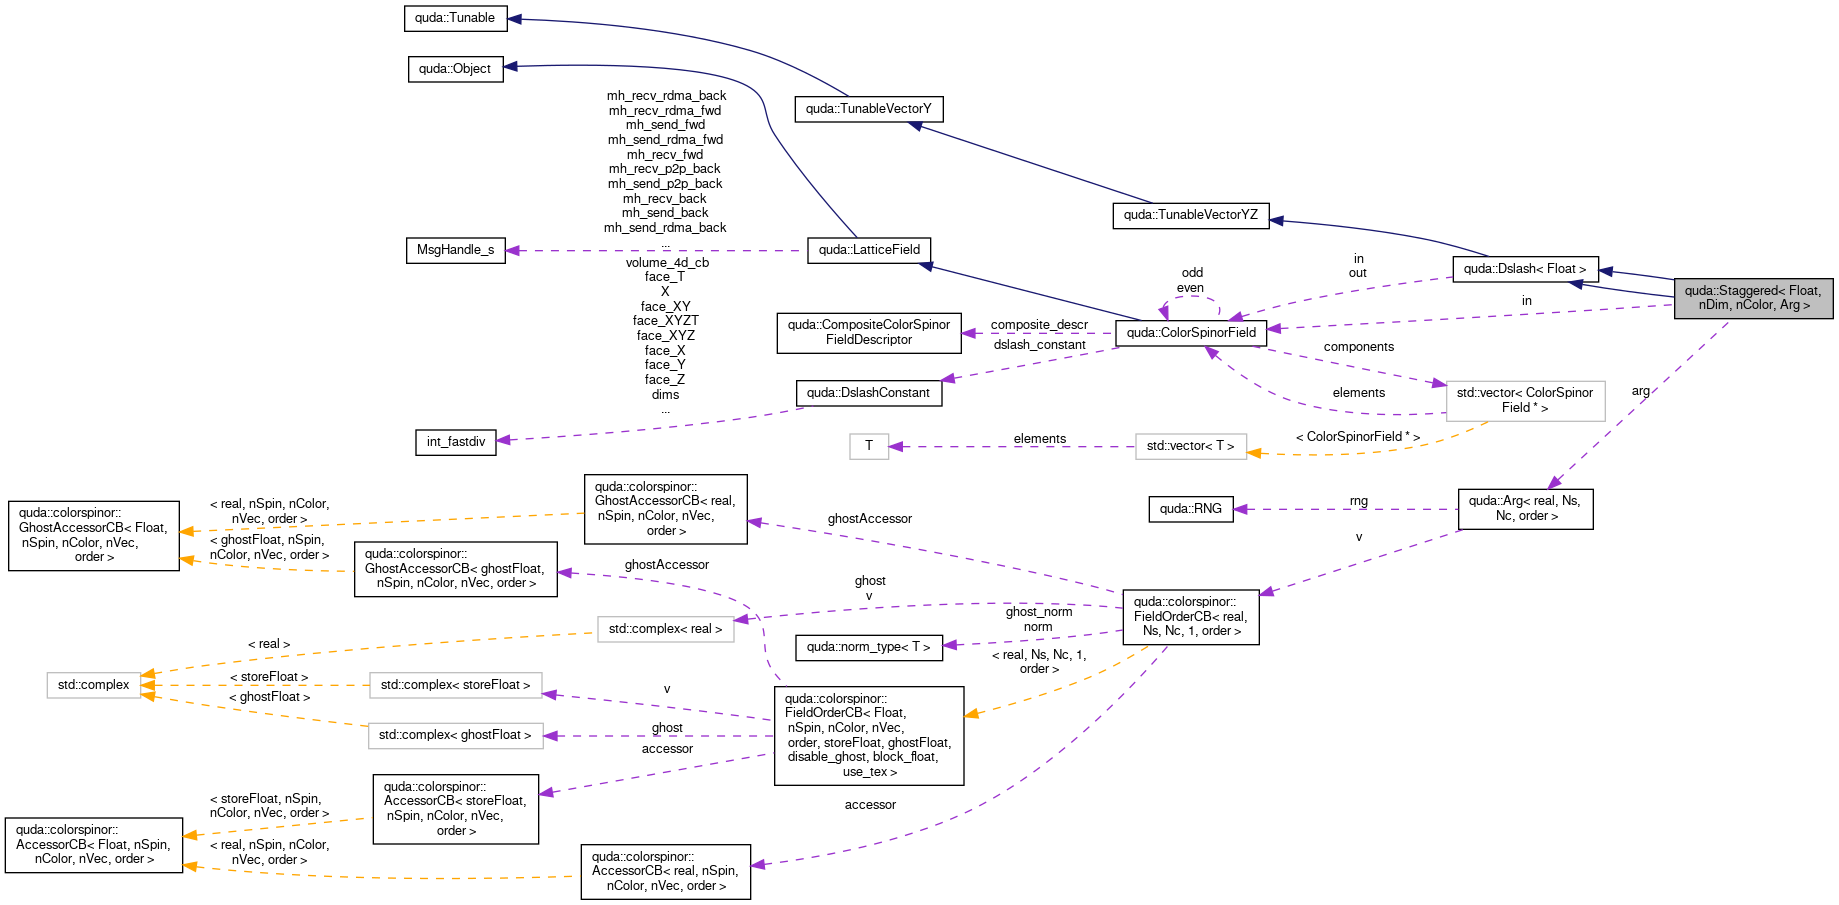 quda::Tunable
quda::Object
mh_recv_rdma_back
mh_recv_rdma_fwd
mh_send_fwd
mh_send_rdma_fwd
mh_recv_fwd
mh_recv_p2p_back
mh_send_p2p_back
mh_recv_back
mh_send_back
mh_send_rdma_back
...
quda::TunableVectorY
quda::TunableVectorYZ
MsgHandle_s
quda::LatticeField
volume_4d_cb
face_T
X
face_XY
face_XYZT
face_XYZ
face_X
face_Y
face_Z
dims
...
in
out
quda::Dslash< Float >
quda::Staggered< Float,
nDim, nColor, Arg >
odd
even
in
quda::CompositeColorSpinor
FieldDescriptor
composite_descr
quda::ColorSpinorField
dslash_constant
components
quda::DslashConstant
elements
std::vector< ColorSpinor
Field * >
arg
int_fastdiv
T
elements
std::vector< T >
< ColorSpinorField * >
quda::colorspinor::
GhostAccessorCB< Float,
nSpin, nColor, nVec,
order >
< real, nSpin, nColor,
nVec, order >
< ghostFloat, nSpin,
nColor, nVec, order >
quda::colorspinor::
GhostAccessorCB< real,
nSpin, nColor, nVec,
order >
ghostAccessor
quda::RNG
rng
quda::Arg< real, Ns,
Nc, order >
v
quda::colorspinor::
GhostAccessorCB< ghostFloat,
nSpin, nColor, nVec, order >
ghostAccessor
ghost
v
ghost_norm
norm
quda::colorspinor::
FieldOrderCB< real,
Ns, Nc, 1, order >
std::complex< real >
quda::norm_type< T >
< real >
< real, Ns, Nc, 1,
order >
std::complex
< storeFloat >
< ghostFloat >
std::complex< storeFloat >
v
std::complex< ghostFloat >
ghost
accessor
quda::colorspinor::
FieldOrderCB< Float,
nSpin, nColor, nVec,
order, storeFloat, ghostFloat,
disable_ghost, block_float,
use_tex >
quda::colorspinor::
AccessorCB< storeFloat,
nSpin, nColor, nVec,
order >
accessor
< storeFloat, nSpin,
nColor, nVec, order >
quda::colorspinor::
AccessorCB< Float, nSpin,
nColor, nVec, order >
< real, nSpin, nColor,
nVec, order >
quda::colorspinor::
AccessorCB< real, nSpin,
nColor, nVec, order >